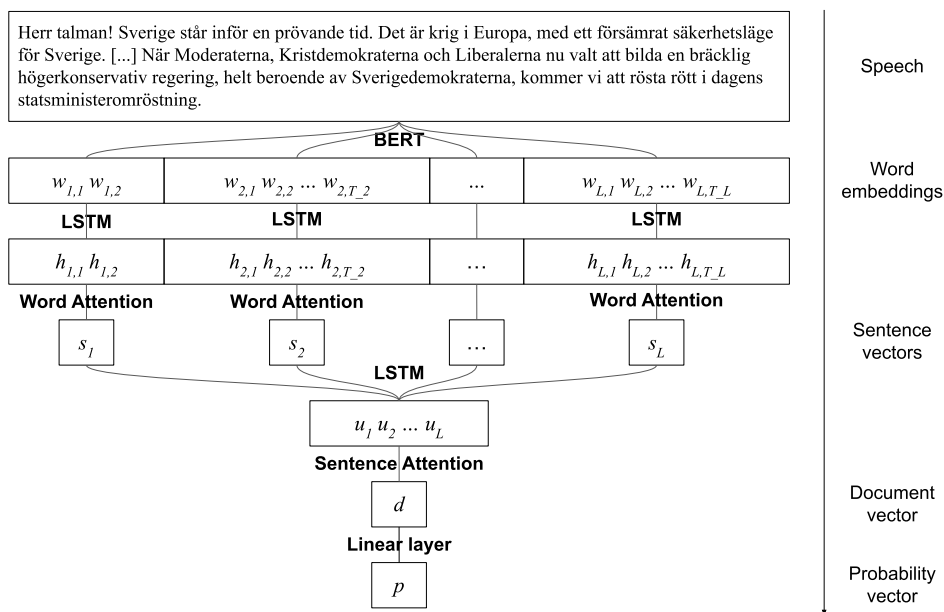 Herr talman! Sverige står inför en prövande tid. Det är krig i Europa, med ett försämrat säkerhetsläge
för Sverige. [...] När Moderaterna, Kristdemokraterna och Liberalerna nu valt att bilda en bräcklig
högerkonservativ regering, helt beroende av Sverigedemokraterna, kommer vi att rösta rött i dagens
statsministeromröstning.
Speech
BERT
w1,1 w1,2
w2,1 w2,2 ... w2,T_2
...
wL,1 wL,2 ... wL,T_L
Word
embeddings
LSTM
LSTM
LSTM
h1,1 h1,2
h2,1 h2,2 ... h2,T_2
...
hL,1 hL,2 ... hL,T_L
Word Attention
Word Attention
Word Attention
s1
s2
...
sL
Sentence
vectors
LSTM
u1 u2 ... uL
Sentence Attention
d
Document
vector
Linear layer
p
Probability
vector